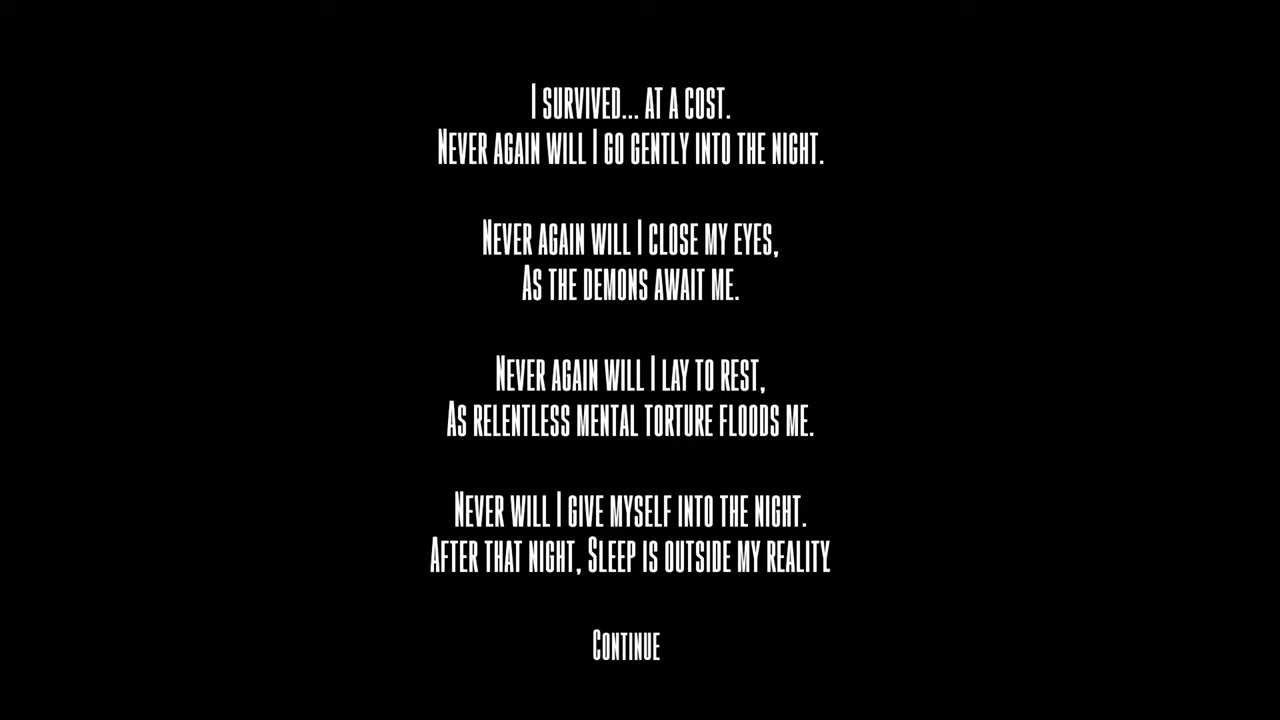 I survived... at a cost.
Never again will I go gently into the night.
Never again will I close my eyes,
As the demons await me.
Never again will I lay to rest,
As relentless mental torture floods me.
Never will I give myself into the night.
After that night, Sleep is outside my reality.
Continue